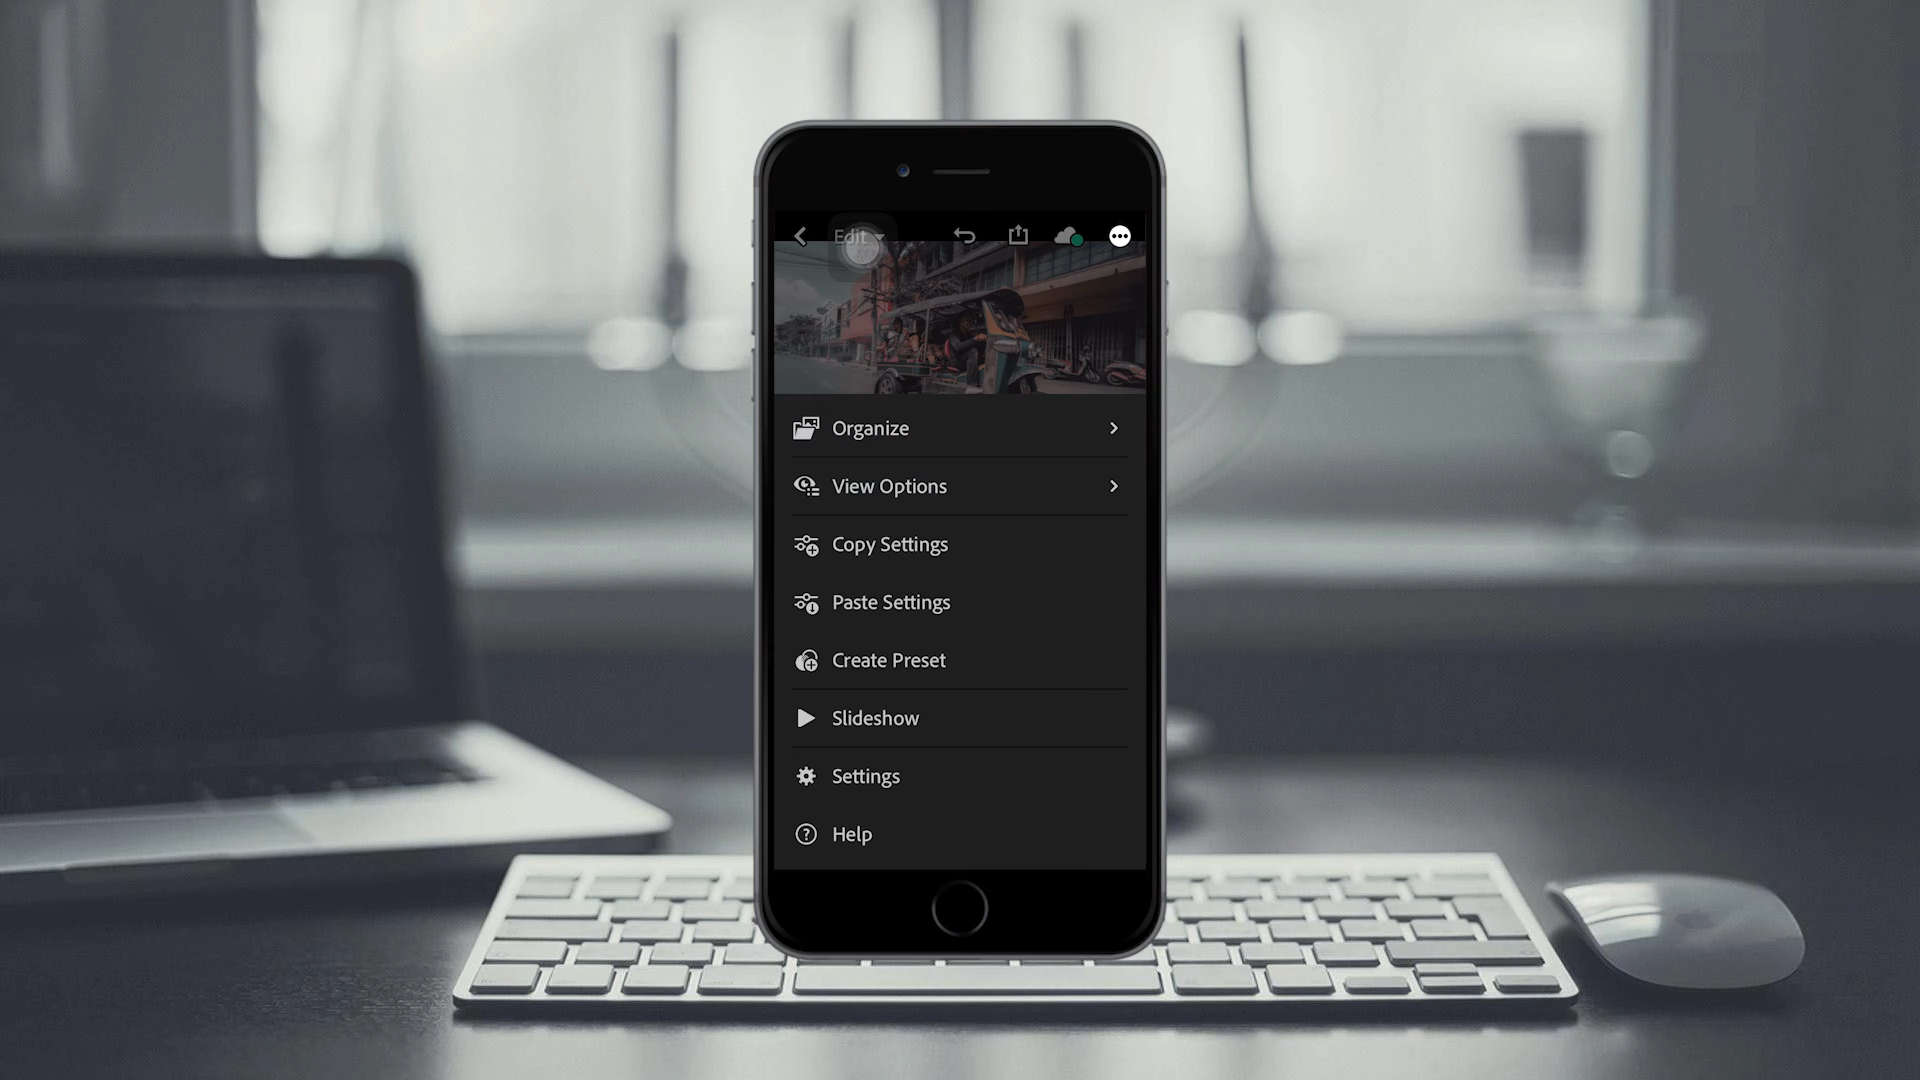 Edit
Organize
View Options
Copy Settings
Paste Settings
Create Preset
Slideshow
Settings
Help